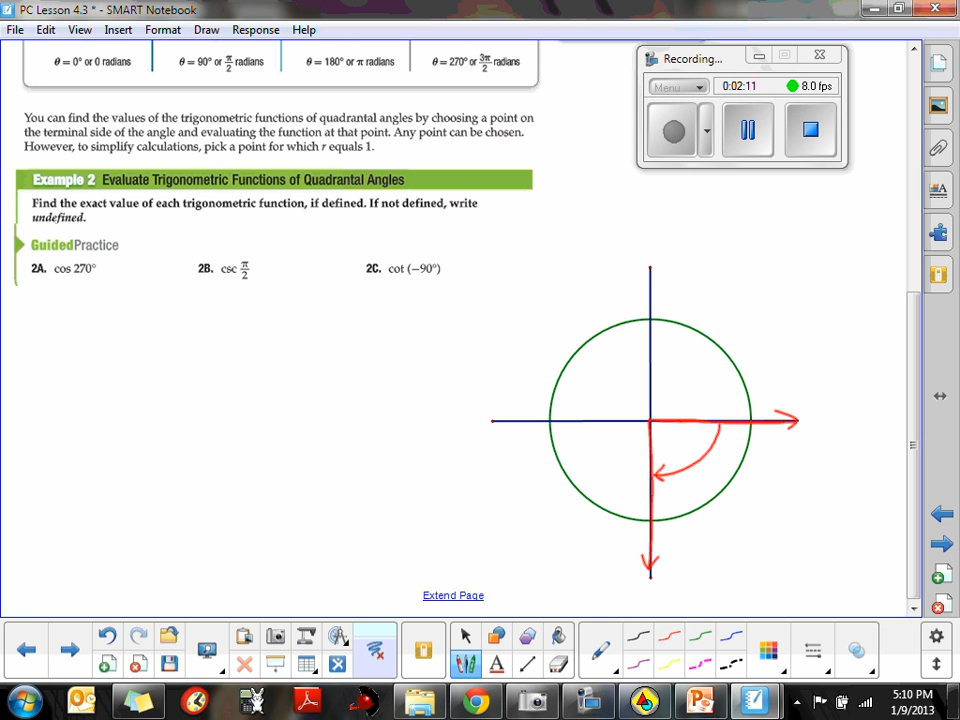 PC Lesson 4.3 * - SMART Notebook
File Edit View Insert Format Draw Response Help
Recording...
Menu
0:02:11
8.0 fps
θ = 0° or 0 radians
θ = 90° or π/2 radians
θ = 180° or π radians
θ = 270° or 3π/2 radians
You can find the values of the trigonometric functions of quadrantal angles by choosing a point on
the terminal side of the angle and evaluating the function at that point. Any point can be chosen.
However, to simplify calculations, pick a point for which r equals 1.
Example 2 Evaluate Trigonometric Functions of Quadrantal Angles
Find the exact value of each trigonometric function, if defined. If not defined, write
undefined.
GuidedPractice
2A. cos 270°
2B. csc π/2
2C. cot (−90°)
Extend Page
5:10 PM
1/9/2013